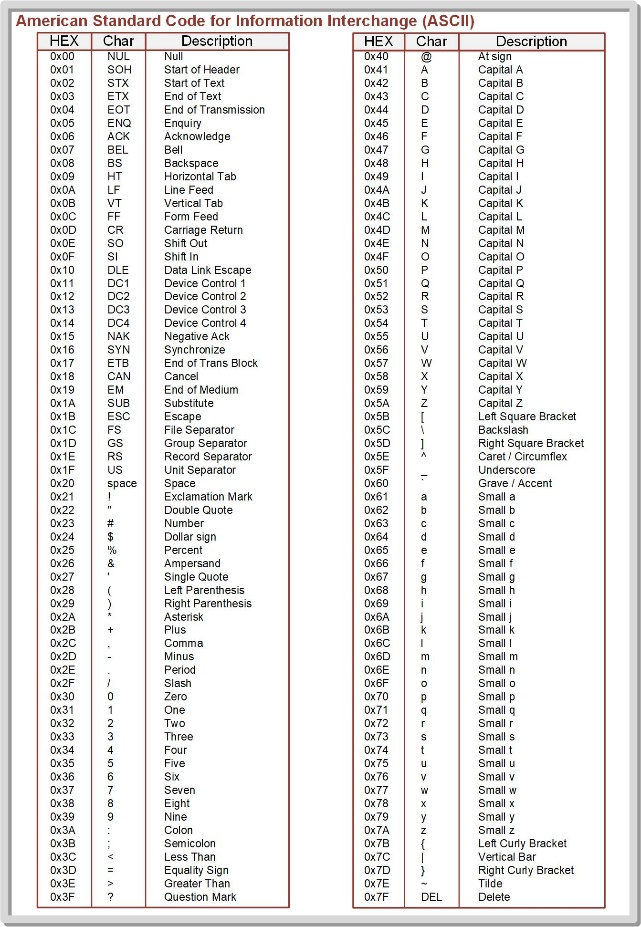 American Standard Code for Information Interchange (ASCII)
HEX Char Description
0x00 NUL Null
0x01 SOH Start of Header
0x02 STX Start of Text
0x03 ETX End of Text
0x04 EOT End of Transmission
0x05 ENQ Enquiry
0x06 ACK Acknowledge
0x07 BEL Bell
0x08 BS Backspace
0x09 HT Horizontal Tab
0x0A LF Line Feed
0x0B VT Vertical Tab
0x0C FF Form Feed
0x0D CR Carriage Return
0x0E SO Shift Out
0x0F SI Shift In
0x10 DLE Data Link Escape
0x11 DC1 Device Control 1
0x12 DC2 Device Control 2
0x13 DC3 Device Control 3
0x14 DC4 Device Control 4
0x15 NAK Negative Ack
0x16 SYN Synchronize
0x17 ETB End of Trans Block
0x18 CAN Cancel
0x19 EM End of Medium
0x1A SUB Substitute
0x1B ESC Escape
0x1C FS File Separator
0x1D GS Group Separator
0x1E RS Record Separator
0x1F US Unit Separator
0x20 space Space
0x21 ! Exclamation Mark
0x22 " Double Quote
0x23 # Number
0x24 $ Dollar sign
0x25 % Percent
0x26 & Ampersand
0x27 ' Single Quote
0x28 ( Left Parenthesis
0x29 ) Right Parenthesis
0x2A * Asterisk
0x2B + Plus
0x2C , Comma
0x2D - Minus
0x2E . Period
0x2F / Slash
0x30 0 Zero
0x31 1 One
0x32 2 Two
0x33 3 Three
0x34 4 Four
0x35 5 Five
0x36 6 Six
0x37 7 Seven
0x38 8 Eight
0x39 9 Nine
0x3A : Colon
0x3B ; Semicolon
0x3C < Less Than
0x3D = Equality Sign
0x3E > Greater Than
0x3F ? Question Mark
HEX Char Description
0x40 @ At sign
0x41 A Capital A
0x42 B Capital B
0x43 C Capital C
0x44 D Capital D
0x45 E Capital E
0x46 F Capital F
0x47 G Capital G
0x48 H Capital H
0x49 I Capital I
0x4A J Capital J
0x4B K Capital K
0x4C L Capital L
0x4D M Capital M
0x4E N Capital N
0x4F O Capital O
0x50 P Capital P
0x51 Q Capital Q
0x52 R Capital R
0x53 S Capital S
0x54 T Capital T
0x55 U Capital U
0x56 V Capital V
0x57 W Capital W
0x58 X Capital X
0x59 Y Capital Y
0x5A Z Capital Z
0x5B [ Left Square Bracket
0x5C \ Backslash
0x5D ] Right Square Bracket
0x5E ^ Caret / Circumflex
0x5F _ Underscore
0x60 ` Grave / Accent
0x61 a Small a
0x62 b Small b
0x63 c Small c
0x64 d Small d
0x65 e Small e
0x66 f Small f
0x67 g Small g
0x68 h Small h
0x69 i Small i
0x6A j Small j
0x6B k Small k
0x6C l Small l
0x6D m Small m
0x6E n Small n
0x6F o Small o
0x70 p Small p
0x71 q Small q
0x72 r Small r
0x73 s Small s
0x74 t Small t
0x75 u Small u
0x76 v Small v
0x77 w Small w
0x78 x Small x
0x79 y Small y
0x7A z Small z
0x7B { Left Curly Bracket
0x7C | Vertical Bar
0x7D } Right Curly Bracket
0x7E ~ Tilde
0x7F DEL Delete